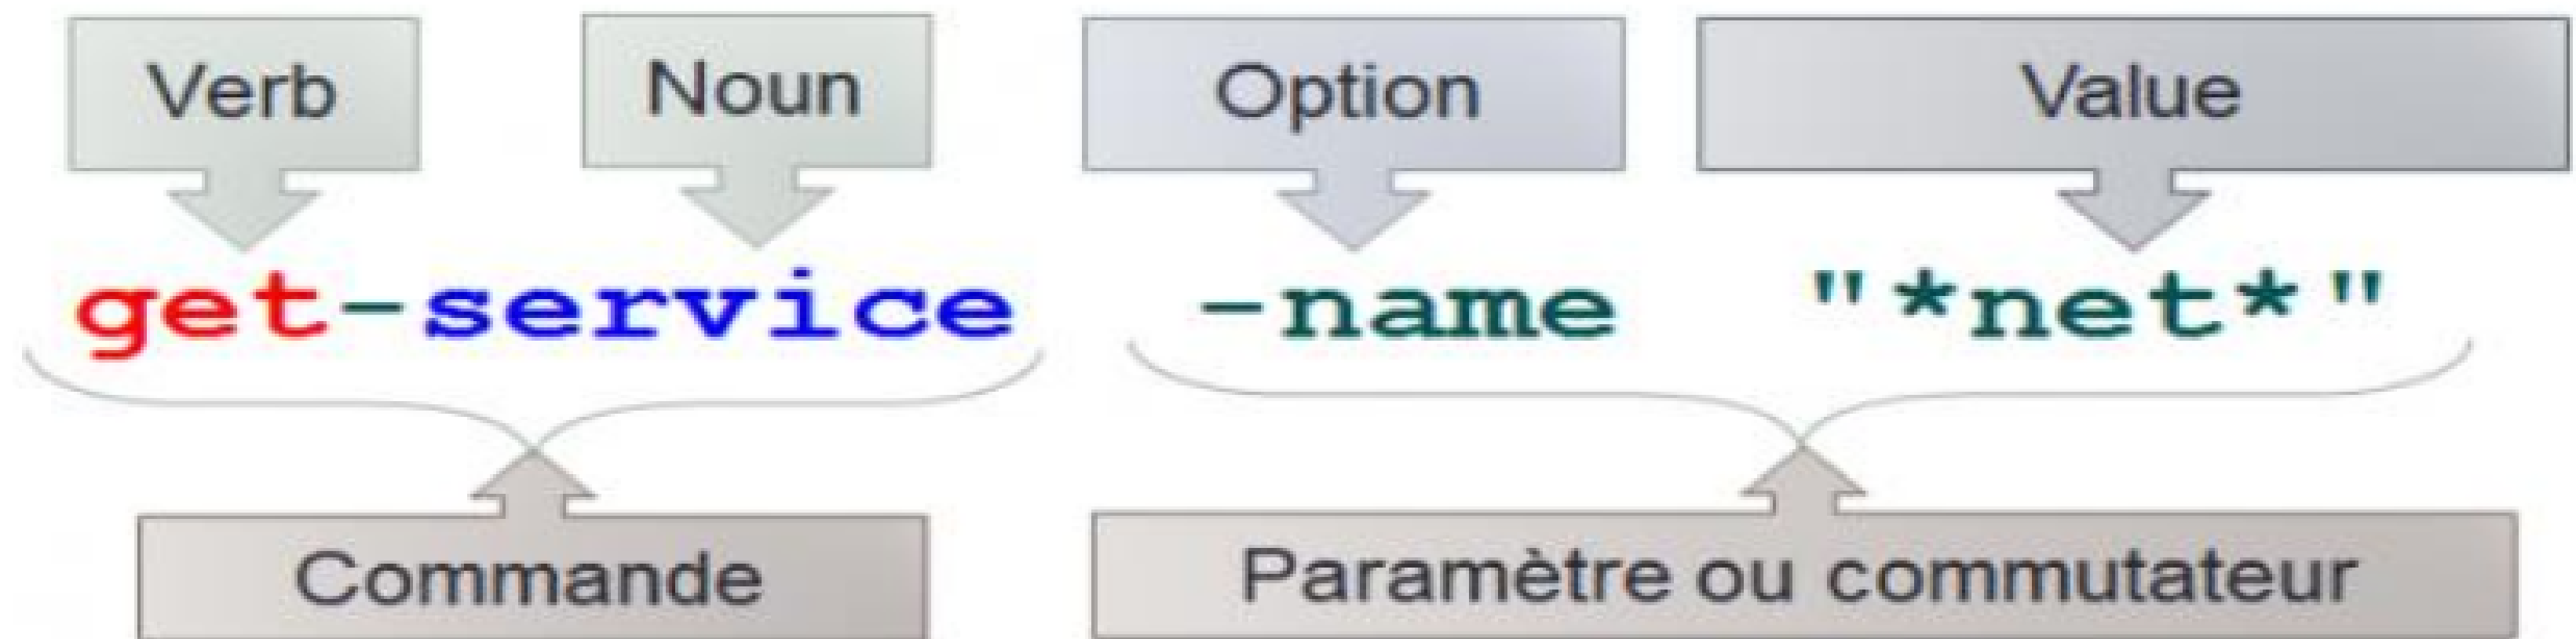 Verb Noun Option Value
get-service -name "*net*"
Commande Paramètre ou commutateur